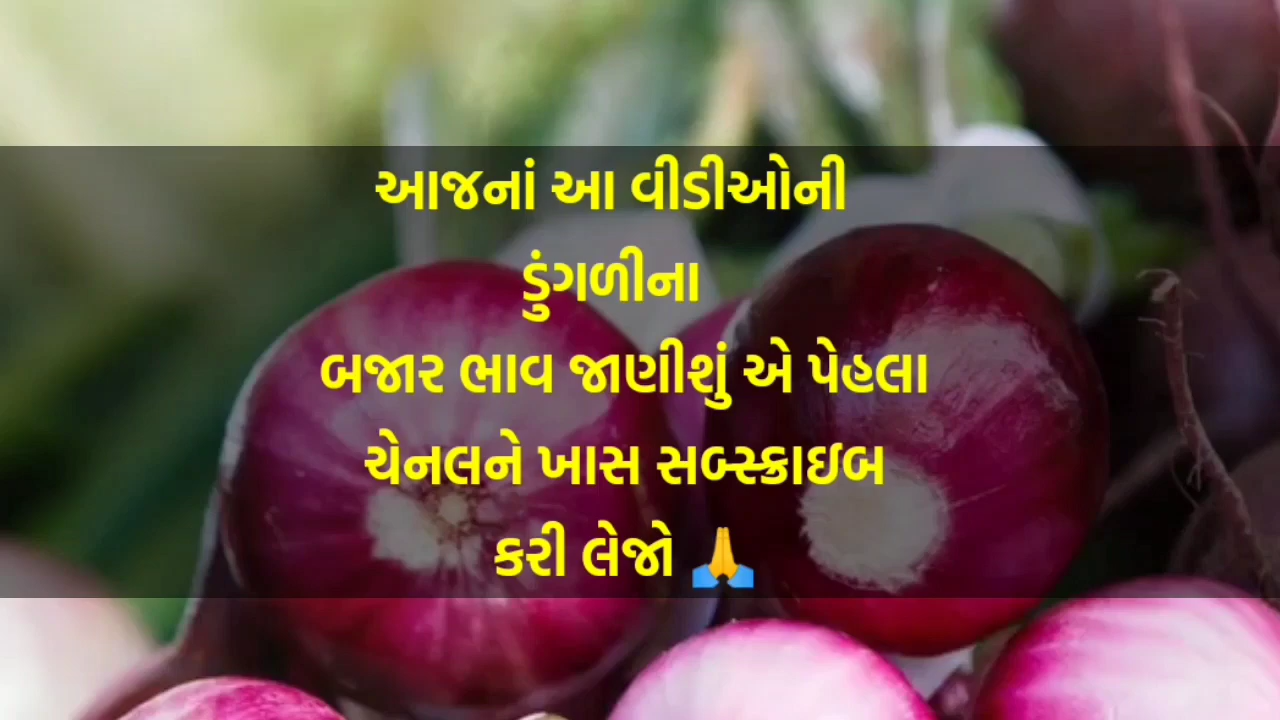 આજનાં આ વીડીઓની
ડુંગળીના
બજાર ભાવ જાણીશું એ પેહલા
ચેનલને ખાસ સબ્સ્ક્રાઇબ
કરી લેજો 🙏